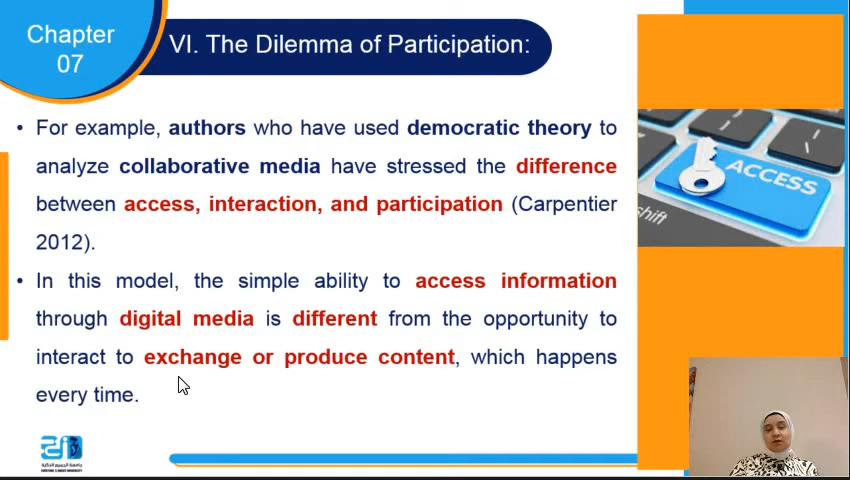 Chapter
07
VI. The Dilemma of Participation:
• For example, authors who have used democratic theory to
analyze collaborative media have stressed the difference
between access, interaction, and participation (Carpentier
2012).
• In this model, the simple ability to access information
through digital media is different from the opportunity to
interact to exchange or produce content, which happens
every time.
ACCESS
shift